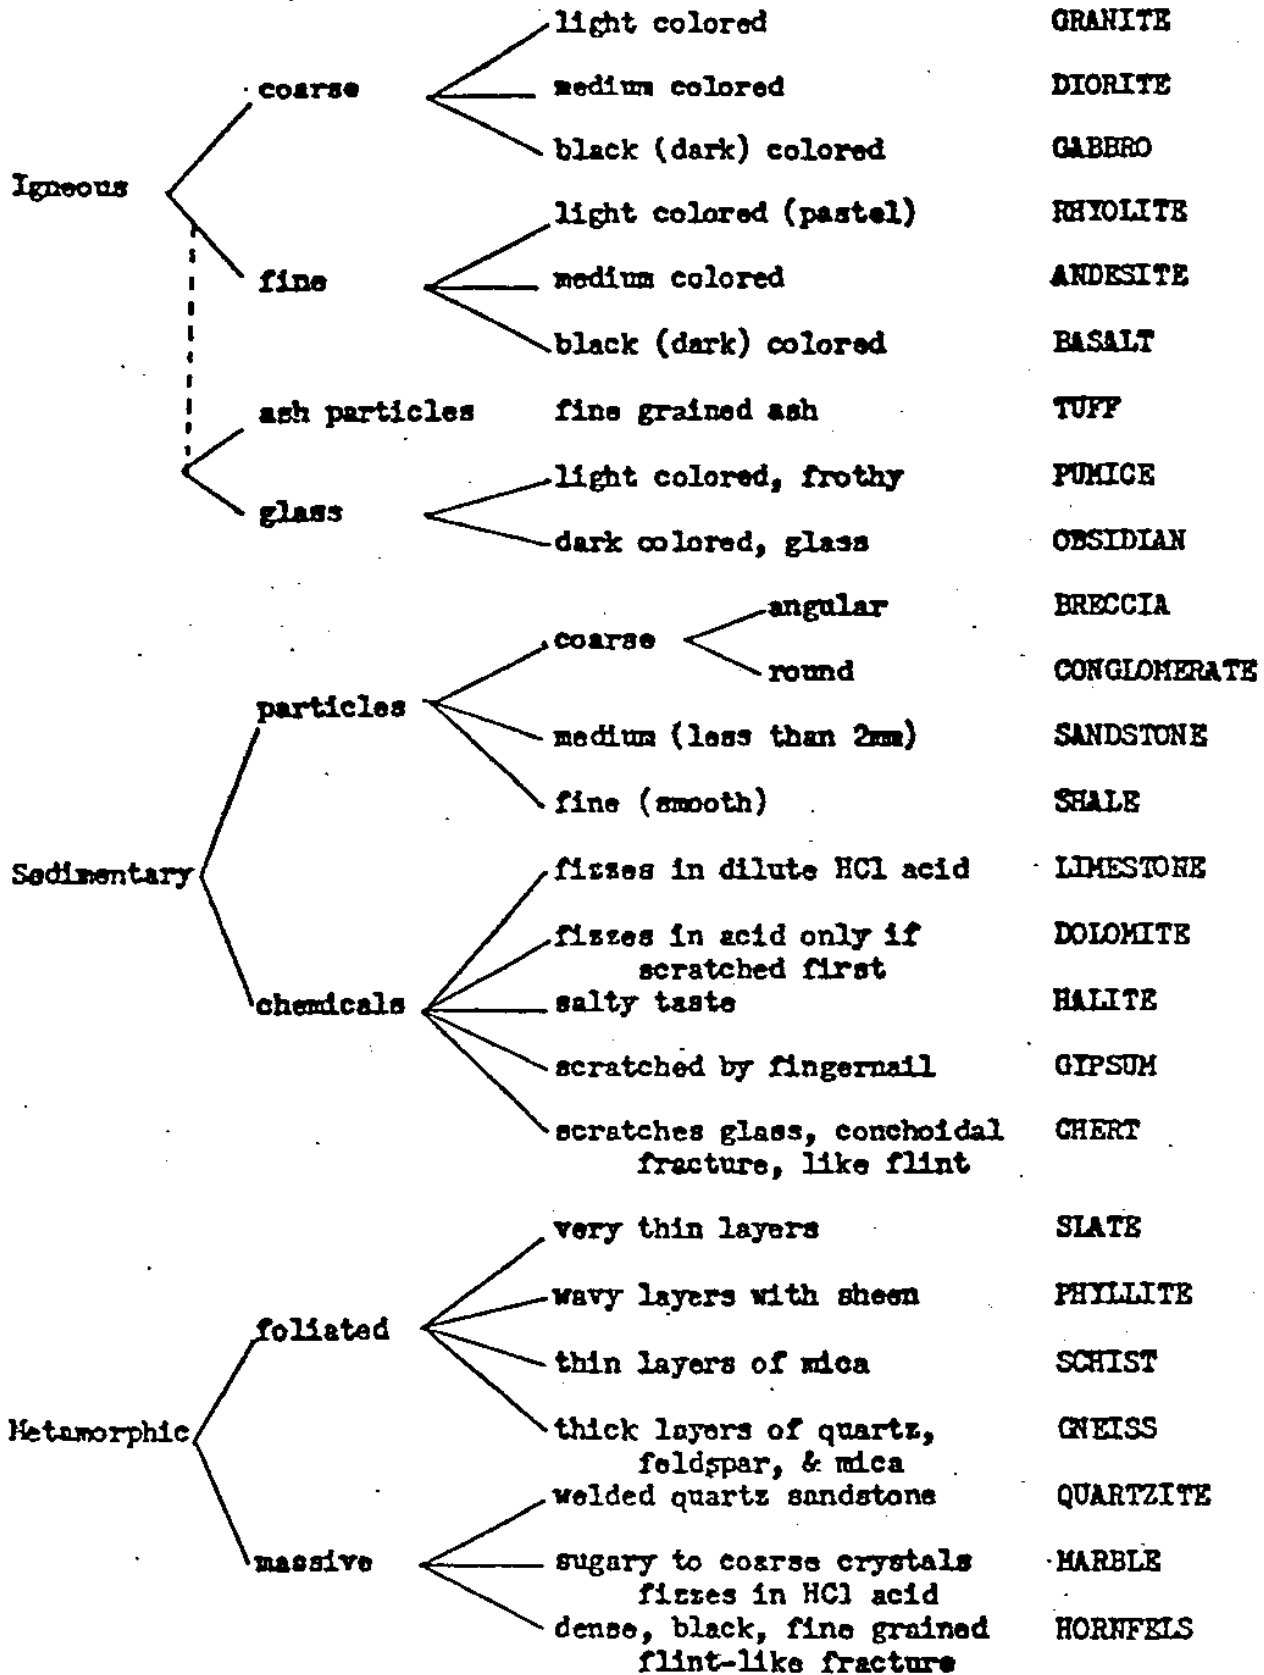 light colored GRANITE
coarse medium colored DIORITE
black (dark) colored GABBRO
Igneous
light colored (pastel) RHYOLITE
fine medium colored ANDESITE
black (dark) colored BASALT
ash particles fine grained ash TUFF
light colored, frothy PUMICE
glass
dark colored, glass OBSIDIAN
angular BRECCIA
coarse
round CONGLOMERATE
particles
medium (less than 2mm) SANDSTONE
fine (smooth) SHALE
Sedimentary fizzes in dilute HCl acid LIMESTONE
fizzes in acid only if DOLOMITE
scratched first
chemicals salty taste HALITE
scratched by fingernail GYPSUM
scratches glass, conchoidal CHERT
fracture, like flint
very thin layers SLATE
wavy layers with sheen PHYLLITE
foliated
thin layers of mica SCHIST
Metamorphic thick layers of quartz, GNEISS
feldspar, & mica
welded quartz sandstone QUARTZITE
massive sugary to coarse crystals MARBLE
fizzes in HCl acid
dense, black, fine grained HORNFELS
flint-like fracture